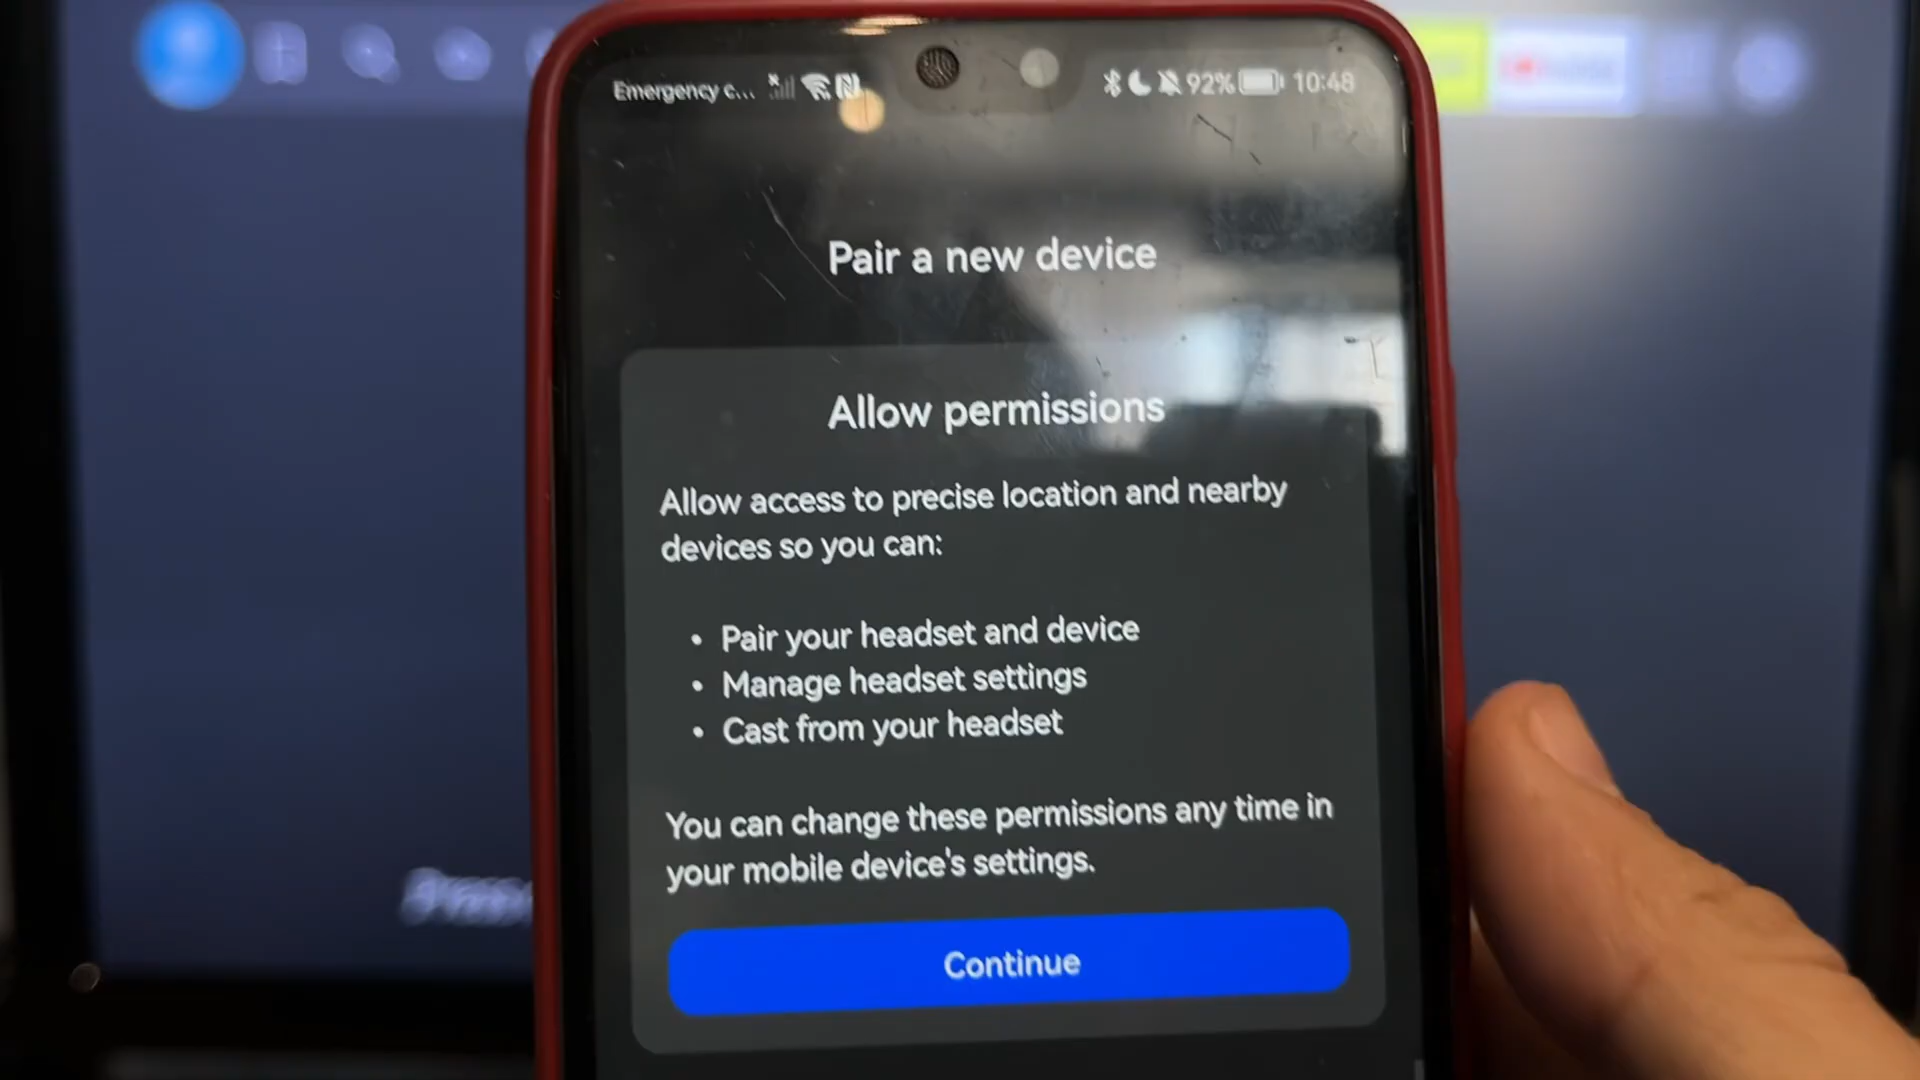 Emergency c... 92% 10:48
Pair a new device
Allow permissions
Allow access to precise location and nearby
devices so you can:
• Pair your headset and device
• Manage headset settings
• Cast from your headset
You can change these permissions any time in
your mobile device's settings.
Continue